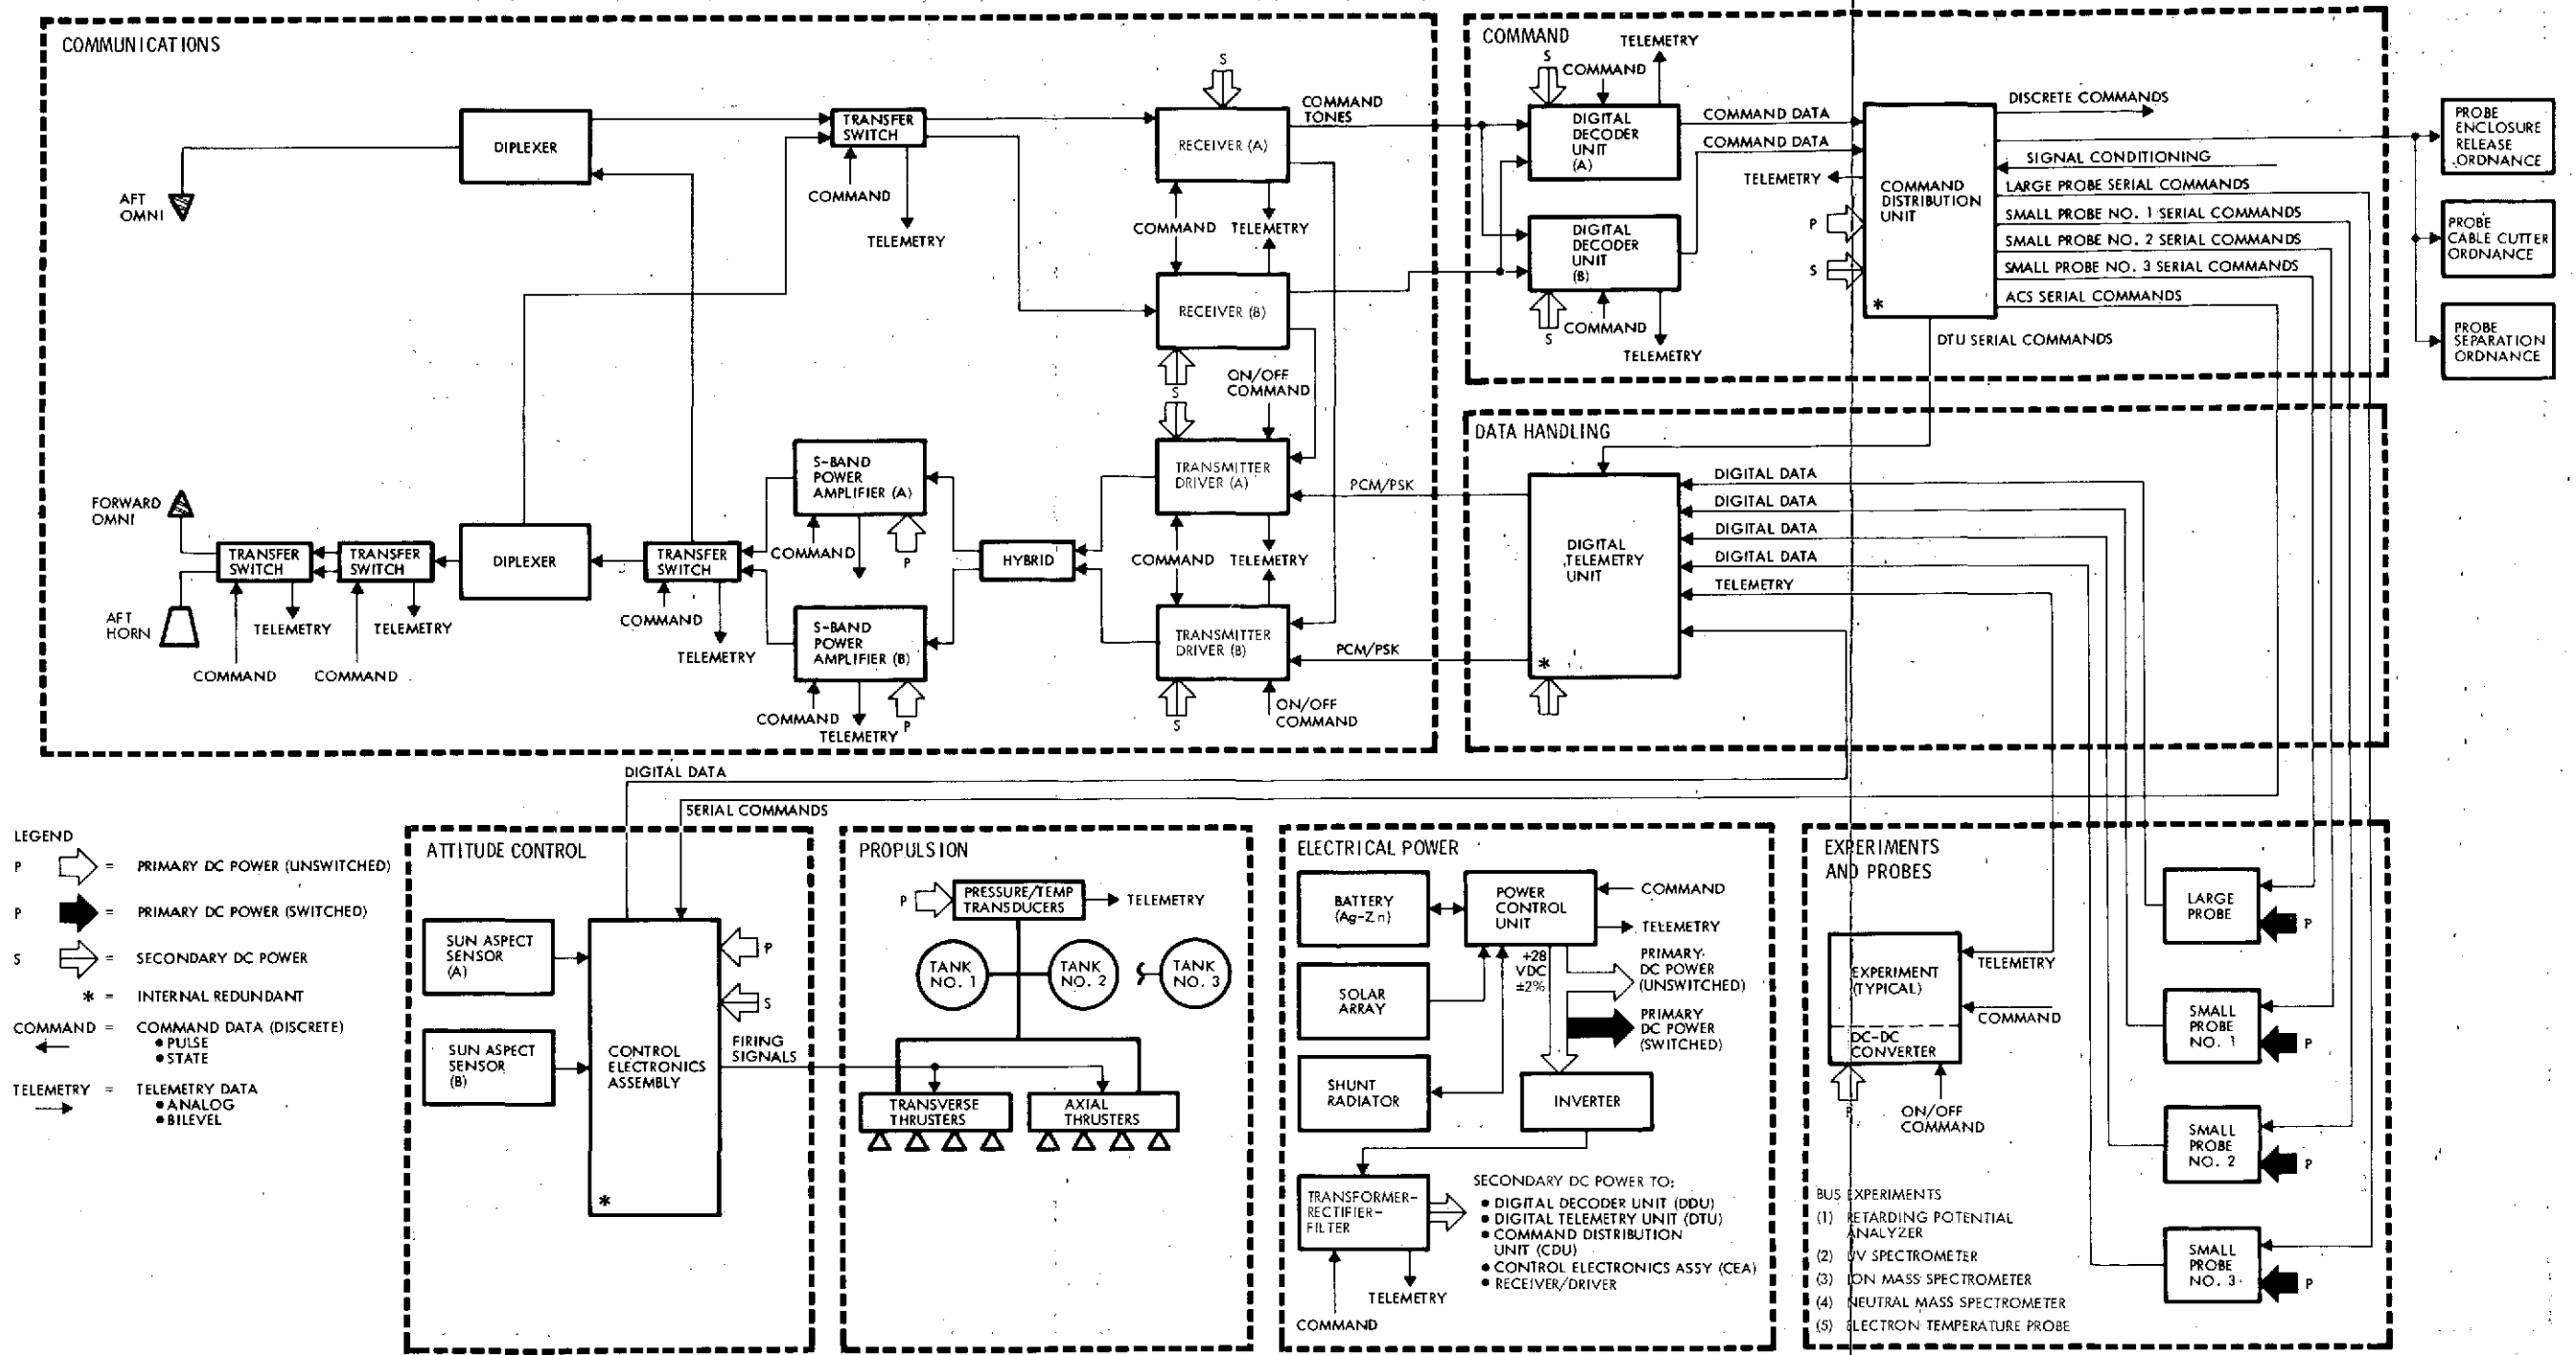 COMMUNICATIONS
AFT
OMNI
DIPLEXER
TRANSFER
SWITCH
COMMAND
TELEMETRY
S
RECEIVER (A)
COMMAND
TONES
COMMAND
TELEMETRY
RECEIVER (B)
S
ON/OFF
COMMAND
FORWARD
OMNI
AFT
HORN
TRANSFER
SWITCH
TRANSFER
SWITCH
TELEMETRY
TELEMETRY
COMMAND
COMMAND
DIPLEXER
TRANSFER
SWITCH
COMMAND
TELEMETRY
S-BAND
POWER
AMPLIFIER (A)
COMMAND
P
S-BAND
POWER
AMPLIFIER (B)
COMMAND
TELEMETRY
P
HYBRID
TRANSMITTER
DRIVER (A)
COMMAND
TELEMETRY
TRANSMITTER
DRIVER (B)
S
ON/OFF
COMMAND
PCM/PSK
PCM/PSK
COMMAND
S
COMMAND
TELEMETRY
DIGITAL
DECODER
UNIT
(A)
COMMAND DATA
COMMAND DATA
DIGITAL
DECODER
UNIT
(B)
S
COMMAND
TELEMETRY
TELEMETRY
P
S
COMMAND
DISTRIBUTION
UNIT
*
DISCRETE COMMANDS
SIGNAL CONDITIONING
LARGE PROBE SERIAL COMMANDS
SMALL PROBE NO. 1 SERIAL COMMANDS
SMALL PROBE NO. 2 SERIAL COMMANDS
SMALL PROBE NO. 3 SERIAL COMMANDS
ACS SERIAL COMMANDS
DTU SERIAL COMMANDS
PROBE
ENCLOSURE
RELEASE
ORDNANCE
PROBE
CABLE CUTTER
ORDNANCE
PROBE
SEPARATION
ORDNANCE
DATA HANDLING
DIGITAL
TELEMETRY
UNIT
*
DIGITAL DATA
DIGITAL DATA
DIGITAL DATA
DIGITAL DATA
TELEMETRY
DIGITAL DATA
SERIAL COMMANDS
LEGEND
P = PRIMARY DC POWER (UNSWITCHED)
P = PRIMARY DC POWER (SWITCHED)
S = SECONDARY DC POWER
* = INTERNAL REDUNDANT
COMMAND = COMMAND DATA (DISCRETE)
• PULSE
• STATE
TELEMETRY = TELEMETRY DATA
• ANALOG
• BILEVEL
ATTITUDE CONTROL
SUN ASPECT
SENSOR
(A)
SUN ASPECT
SENSOR
(B)
CONTROL
ELECTRONICS
ASSEMBLY
*
P
S
FIRING
SIGNALS
PROPULSION
P
PRESSURE/TEMP
TRANSDUCERS
TELEMETRY
TANK
NO. 1
TANK
NO. 2
TANK
NO. 3
TRANSVERSE
THRUSTERS
AXIAL
THRUSTERS
ELECTRICAL POWER
BATTERY
(Ag-Zn)
POWER
CONTROL
UNIT
COMMAND
TELEMETRY
SOLAR
ARRAY
+28
VDC
±2%
PRIMARY
DC POWER
(UNSWITCHED)
PRIMARY
DC POWER
(SWITCHED)
SHUNT
RADIATOR
INVERTER
TRANSFORMER-
RECTIFIER-
FILTER
COMMAND
TELEMETRY
SECONDARY DC POWER TO:
• DIGITAL DECODER UNIT (DDU)
• DIGITAL TELEMETRY UNIT (DTU)
• COMMAND DISTRIBUTION
UNIT (CDU)
• CONTROL ELECTRONICS ASSY (CEA)
• RECEIVER/DRIVER
EXPERIMENTS
AND PROBES
EXPERIMENT
(TYPICAL)
DC-DC
CONVERTER
TELEMETRY
COMMAND
P
ON/OFF
COMMAND
LARGE
PROBE
P
SMALL
PROBE
NO. 1
P
SMALL
PROBE
NO. 2
P
SMALL
PROBE
NO. 3
P
BUS EXPERIMENTS
(1) RETARDING POTENTIAL
ANALYZER
(2) UV SPECTROMETER
(3) ION MASS SPECTROMETER
(4) NEUTRAL MASS SPECTROMETER
(5) ELECTRON TEMPERATURE PROBE